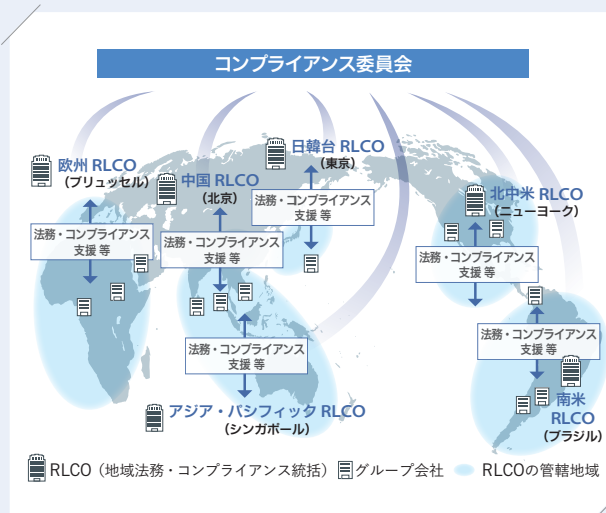 コンプライアンス委員会
日韓台 RLCO
（東京）
欧州 RLCO
（ブリュッセル）
中国 RLCO
（北京）
北中米 RLCO
（ニューヨーク）
法務・コンプライアンス
支援 等
法務・コンプライアンス
支援 等
法務・コンプライアンス
支援 等
法務・コンプライアンス
支援 等
法務・コンプライアンス
支援 等
法務・コンプライアンス
支援 等
アジア・パシフィック RLCO
（シンガポール）
南米
RLCO
（ブラジル）
RLCO（地域法務・コンプライアンス統括）
グループ会社
RLCOの管轄地域